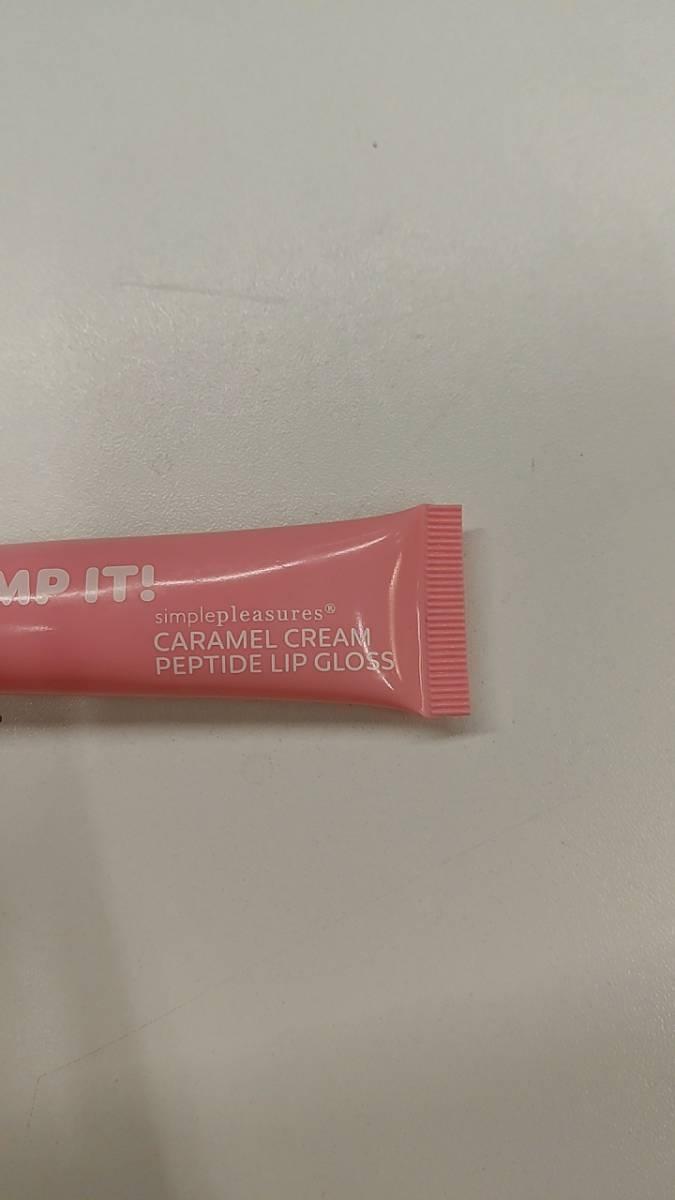 MP IT!
simplepleasures®
CARAMEL CREAM
PEPTIDE LIP GLOSS